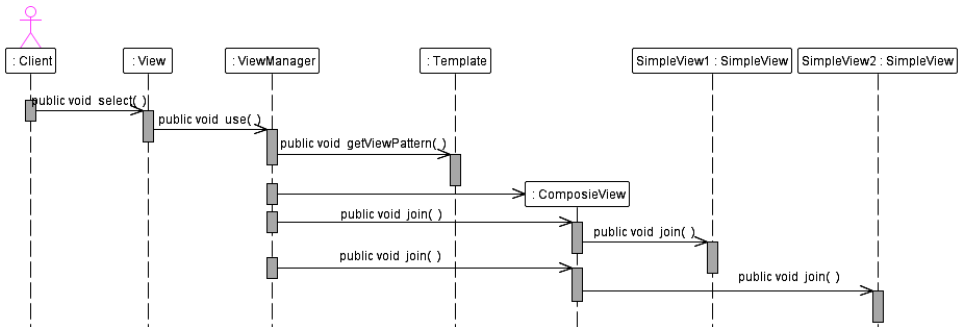 : Client
: View
: ViewManager
: Template
SimpleView1 : SimpleView
SimpleView2 : SimpleView
public void select( )
public void use( )
public void getViewPattern( )
: ComposieView
public void join( )
public void join( )
public void join( )
public void join( )